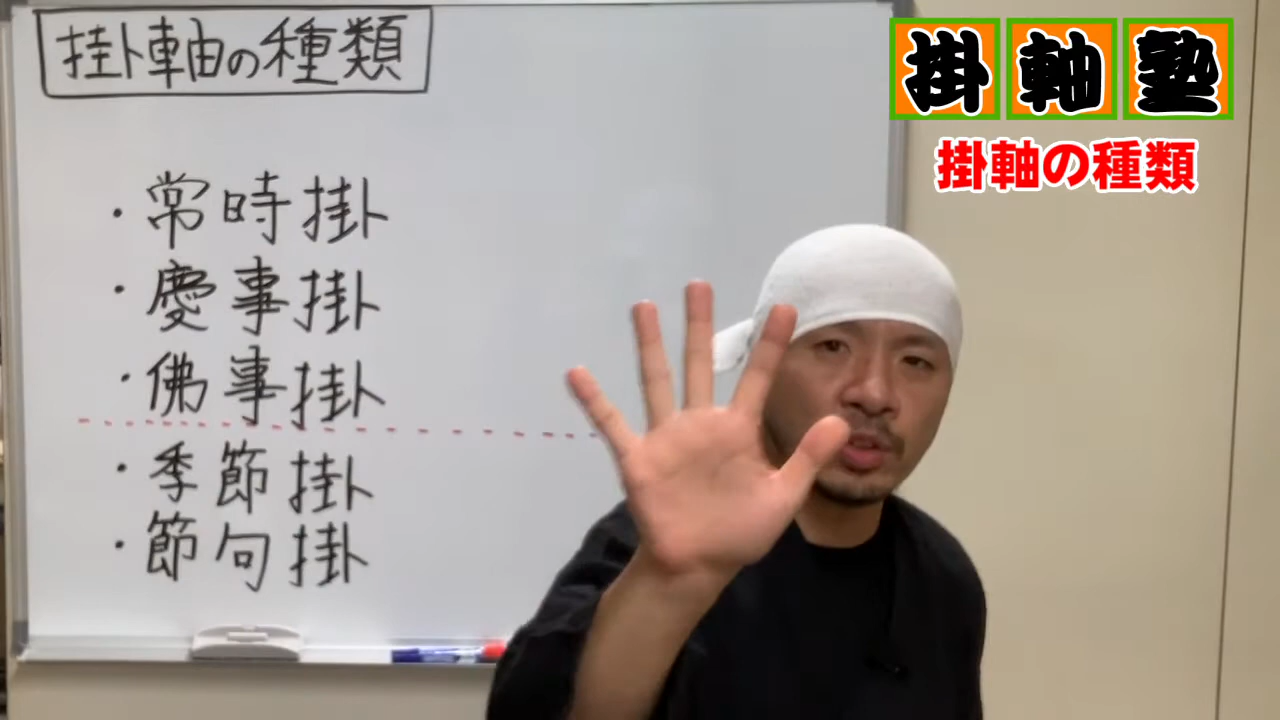 掛軸の種類
・常時掛
・慶事掛
・佛事掛
・季節掛
・節句掛
掛軸塾
掛軸の種類